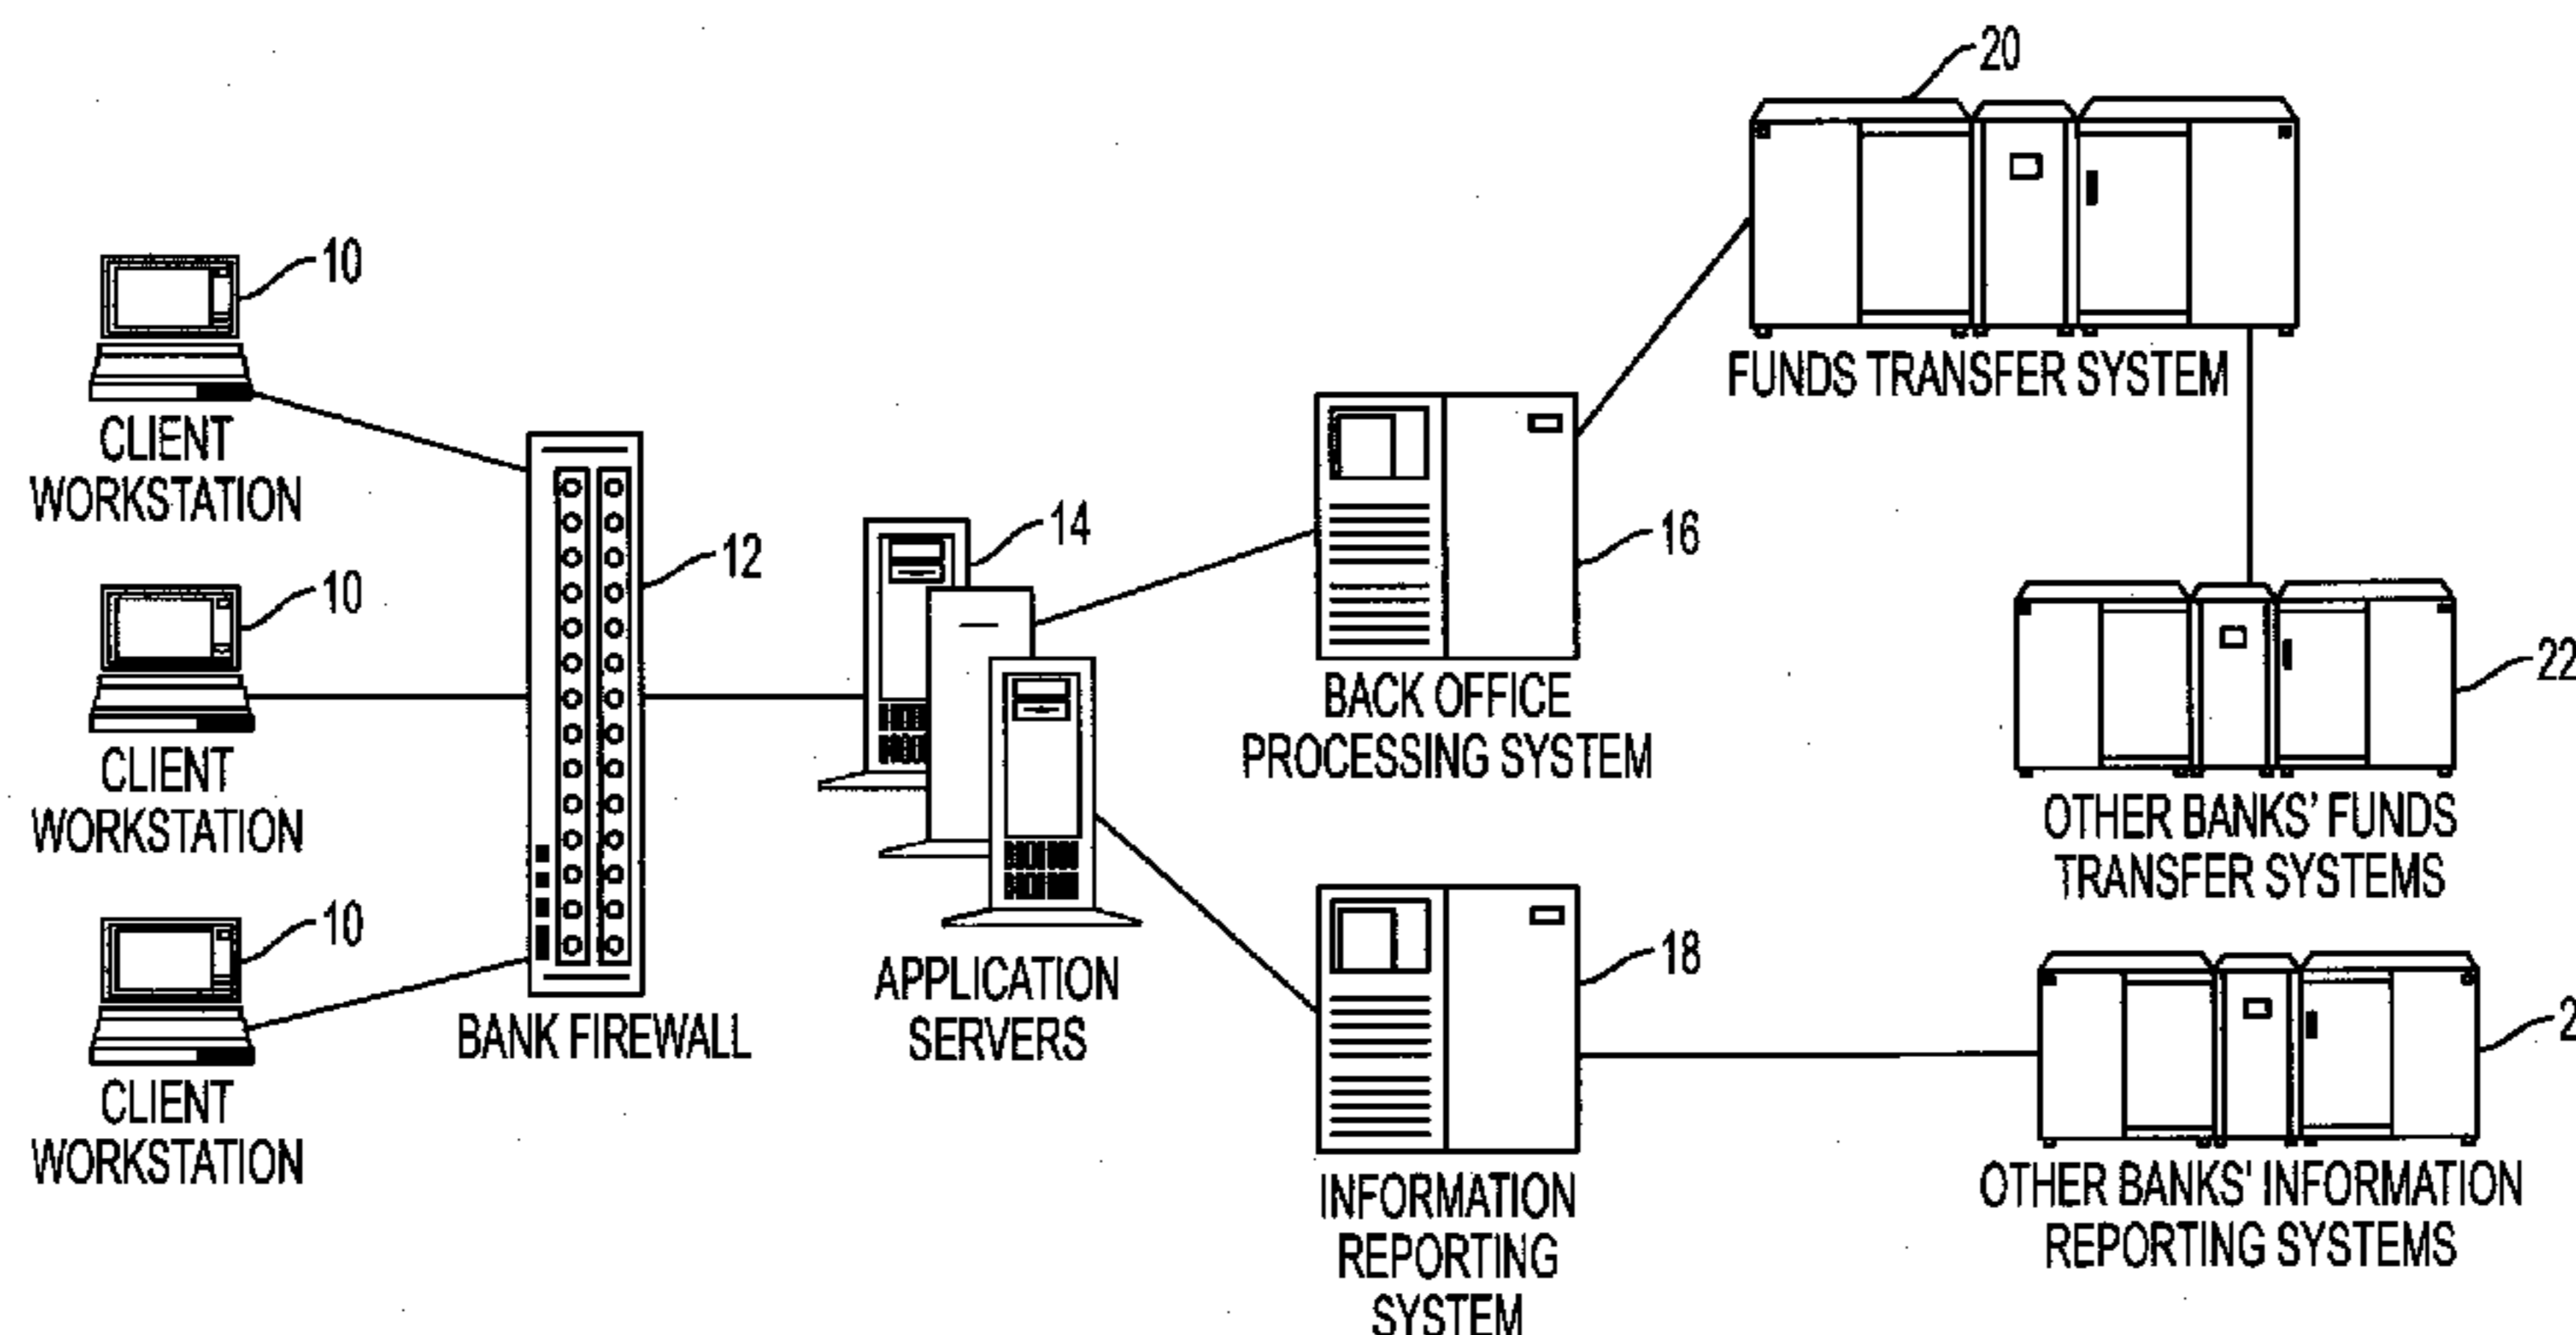 20
FUNDS TRANSFER SYSTEM
10
CLIENT
WORKSTATION
10
CLIENT
WORKSTATION
10
CLIENT
WORKSTATION
12
BANK FIREWALL
14
APPLICATION
SERVERS
16
BACK OFFICE
PROCESSING SYSTEM
18
INFORMATION
REPORTING
SYSTEM
22
OTHER BANKS' FUNDS
TRANSFER SYSTEMS
OTHER BANKS' INFORMATION
REPORTING SYSTEMS